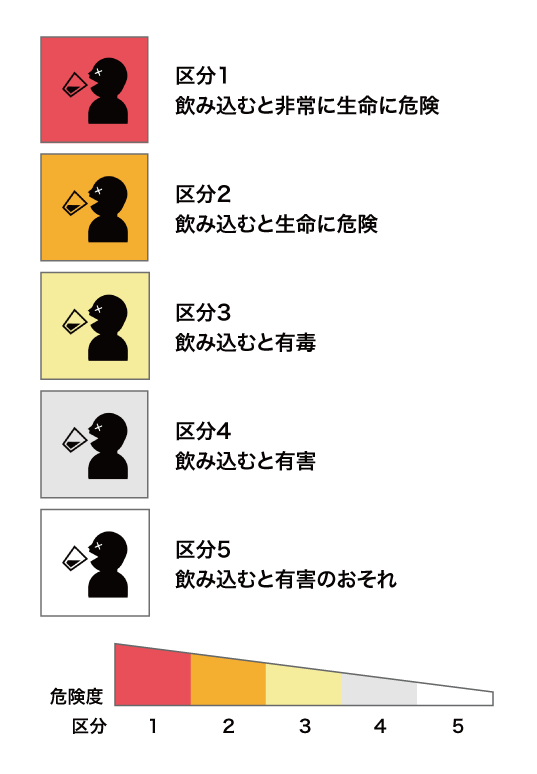 区分1
飲み込むと非常に生命に危険
区分2
飲み込むと生命に危険
区分3
飲み込むと有毒
区分4
飲み込むと有害
区分5
飲み込むと有害のおそれ
危険度
区分 1 2 3 4 5